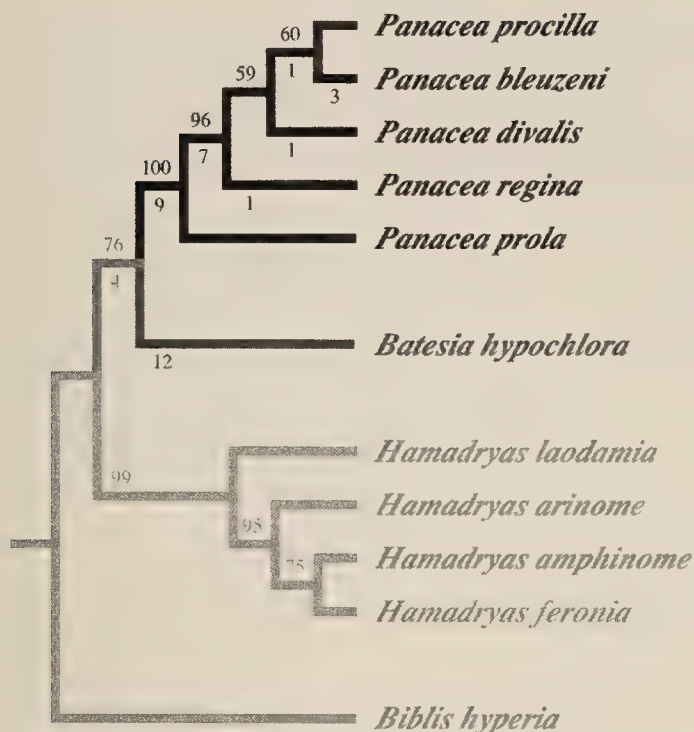 60
Panacea procilla
1
59
3
Panacea bleuzeni
96
1
Panacea divalis
7
100
1
Panacea regina
9
Panacea prola
76
4
12
Batesia hypochlora
Hamadryas laodamia
99
95
Hamadryas arinome
75
Hamadryas amphinome
Hamadryas feronia
Biblis hyperia